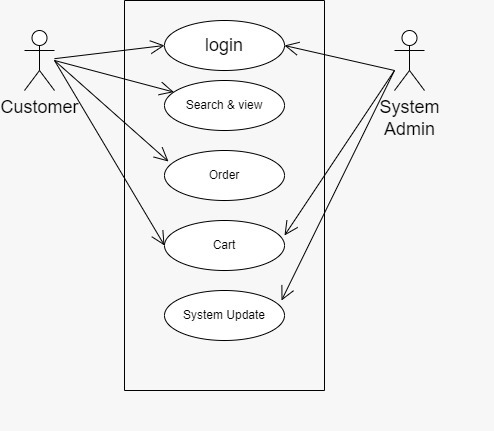 login
Search & view
Customer
System
Admin
Order
Cart
System Update